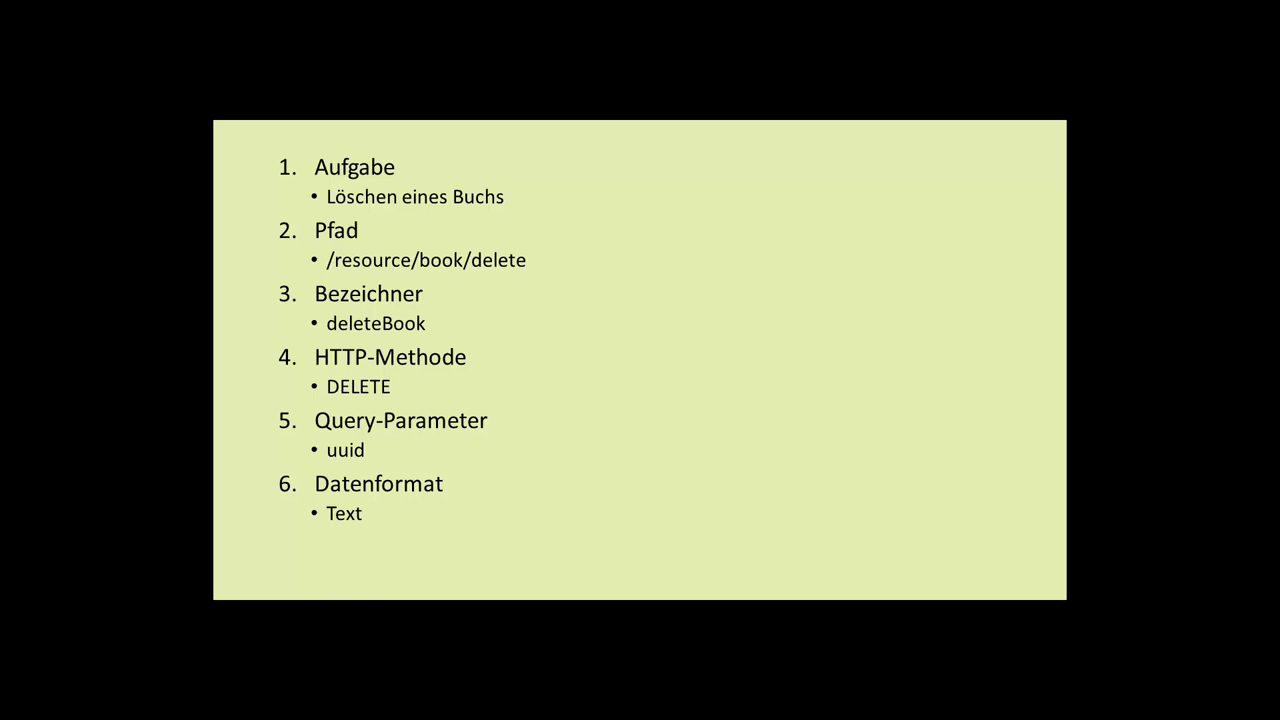 1. Aufgabe
• Löschen eines Buchs
2. Pfad
• /resource/book/delete
3. Bezeichner
• deleteBook
4. HTTP-Methode
• DELETE
5. Query-Parameter
• uuid
6. Datenformat
• Text